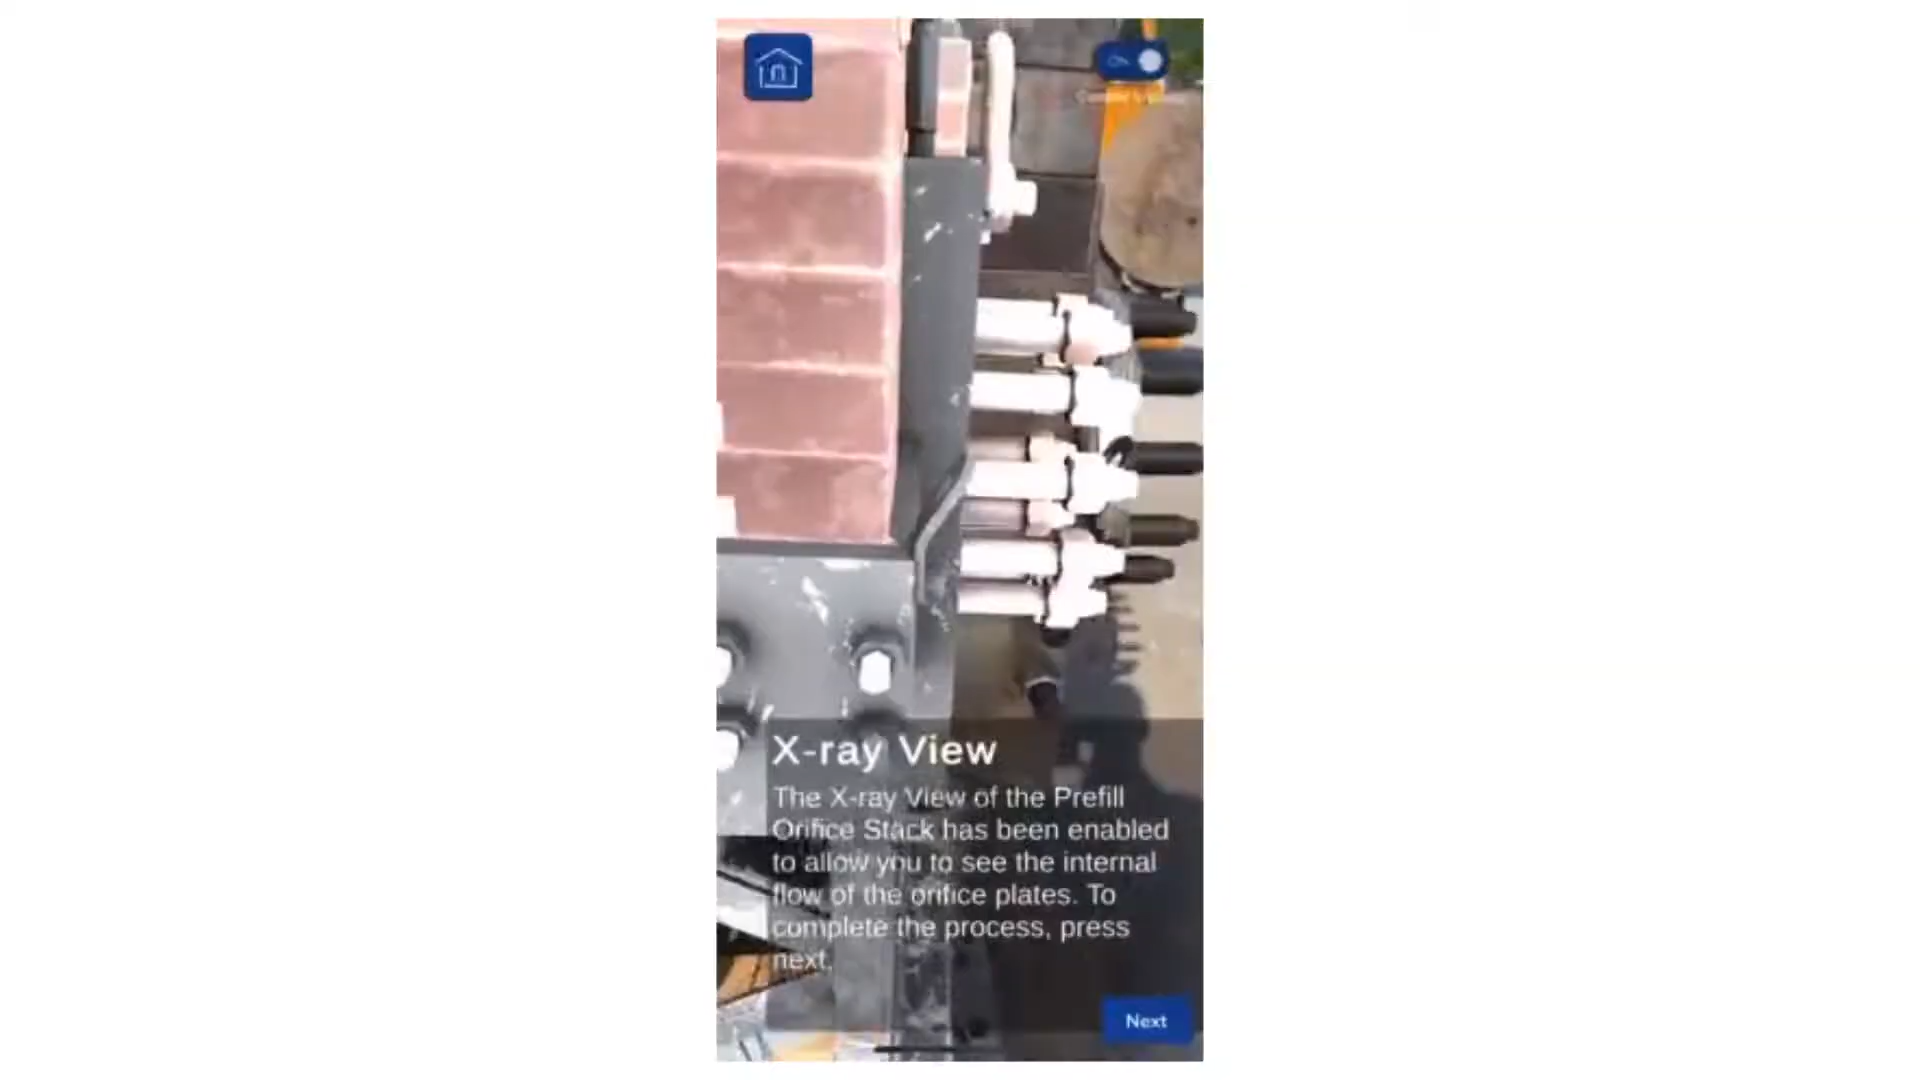 On
X-ray View
The X-ray View of the Prefill
Orifice Stack has been enabled
to allow you to see the internal
flow of the orifice plates. To
complete the process, press
next.
Next